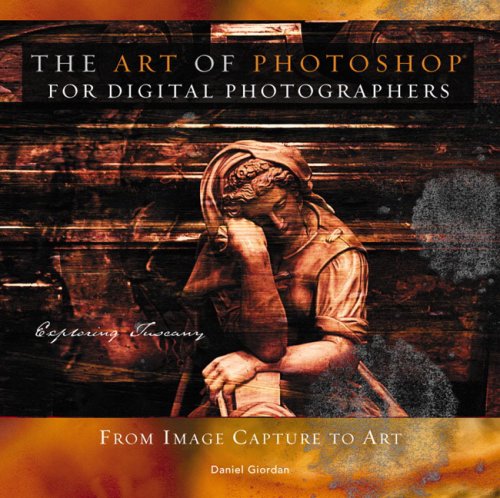 THE ART OF PHOTOSHOP
FOR DIGITAL PHOTOGRAPHERS
Exploring Tuscany
FROM IMAGE CAPTURE TO ART
Daniel Giordan